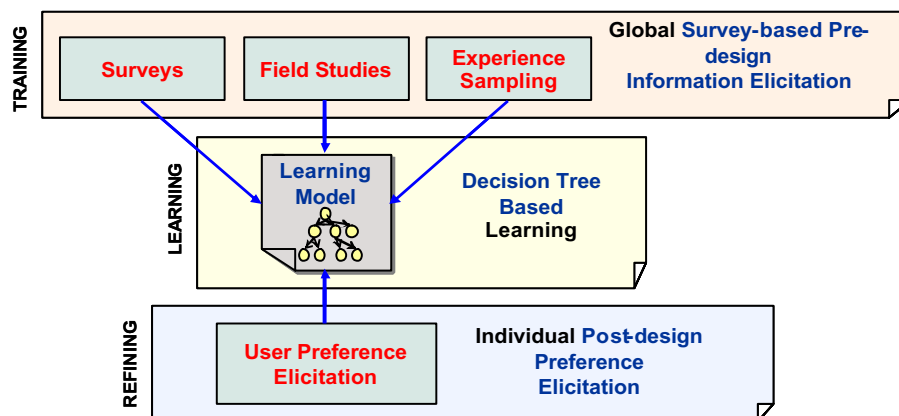 TRAINING
Surveys
Field Studies
Experience
Sampling
Global Survey-based Pre-
design
Information Elicitation
LEARNING
Learning
Model
Decision Tree
Based
Learning
REFINING
User Preference
Elicitation
Individual Post-design
Preference
Elicitation